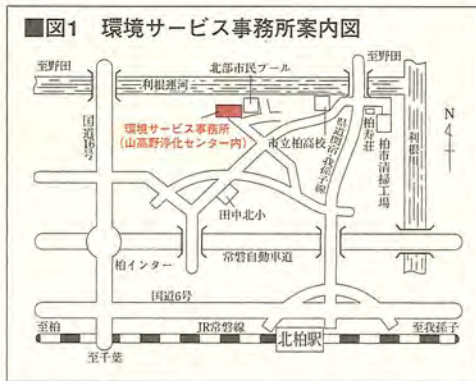 ■図1 環境サービス事務所案内図
至野田
北部市民プール
至野田
利根運河
国道16号
環境サービス事務所
(山高野浄化センター内)
市立柏高校
県道関宿・我孫子線
柏寿荘
柏市清掃工場
利根川
N
田中北小
柏インター
常磐自動車道
国道6号
至柏
JR常磐線
北柏駅
至我孫子
至千葉